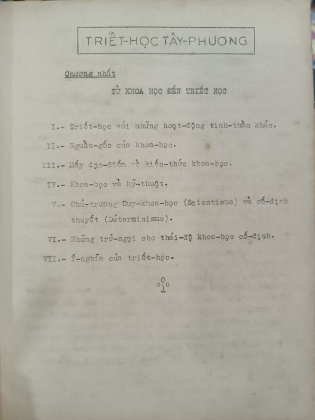 TRIẾT-HỌC TÂY-PHƯƠNG
Chương nhất
TỪ KHOA HỌC ĐẾN TRIẾT HỌC
I.- Triết-học với những hoạt-động tinh-thần khác.
II.- Nguồn-gốc của khoa-học.
III.- Mấy đặc-điểm về kiến-thức khoa-học.
IV.- Khoa-học và kỹ-thuật.
V.- Chủ-trương Duy-khoa-học (Scientisme) và cố-định
thuyết (Déterminisme).
VI.- Những trở-ngại cho thái-độ khoa-học cố-định.
VII.- Ý-nghĩa của triết-học.